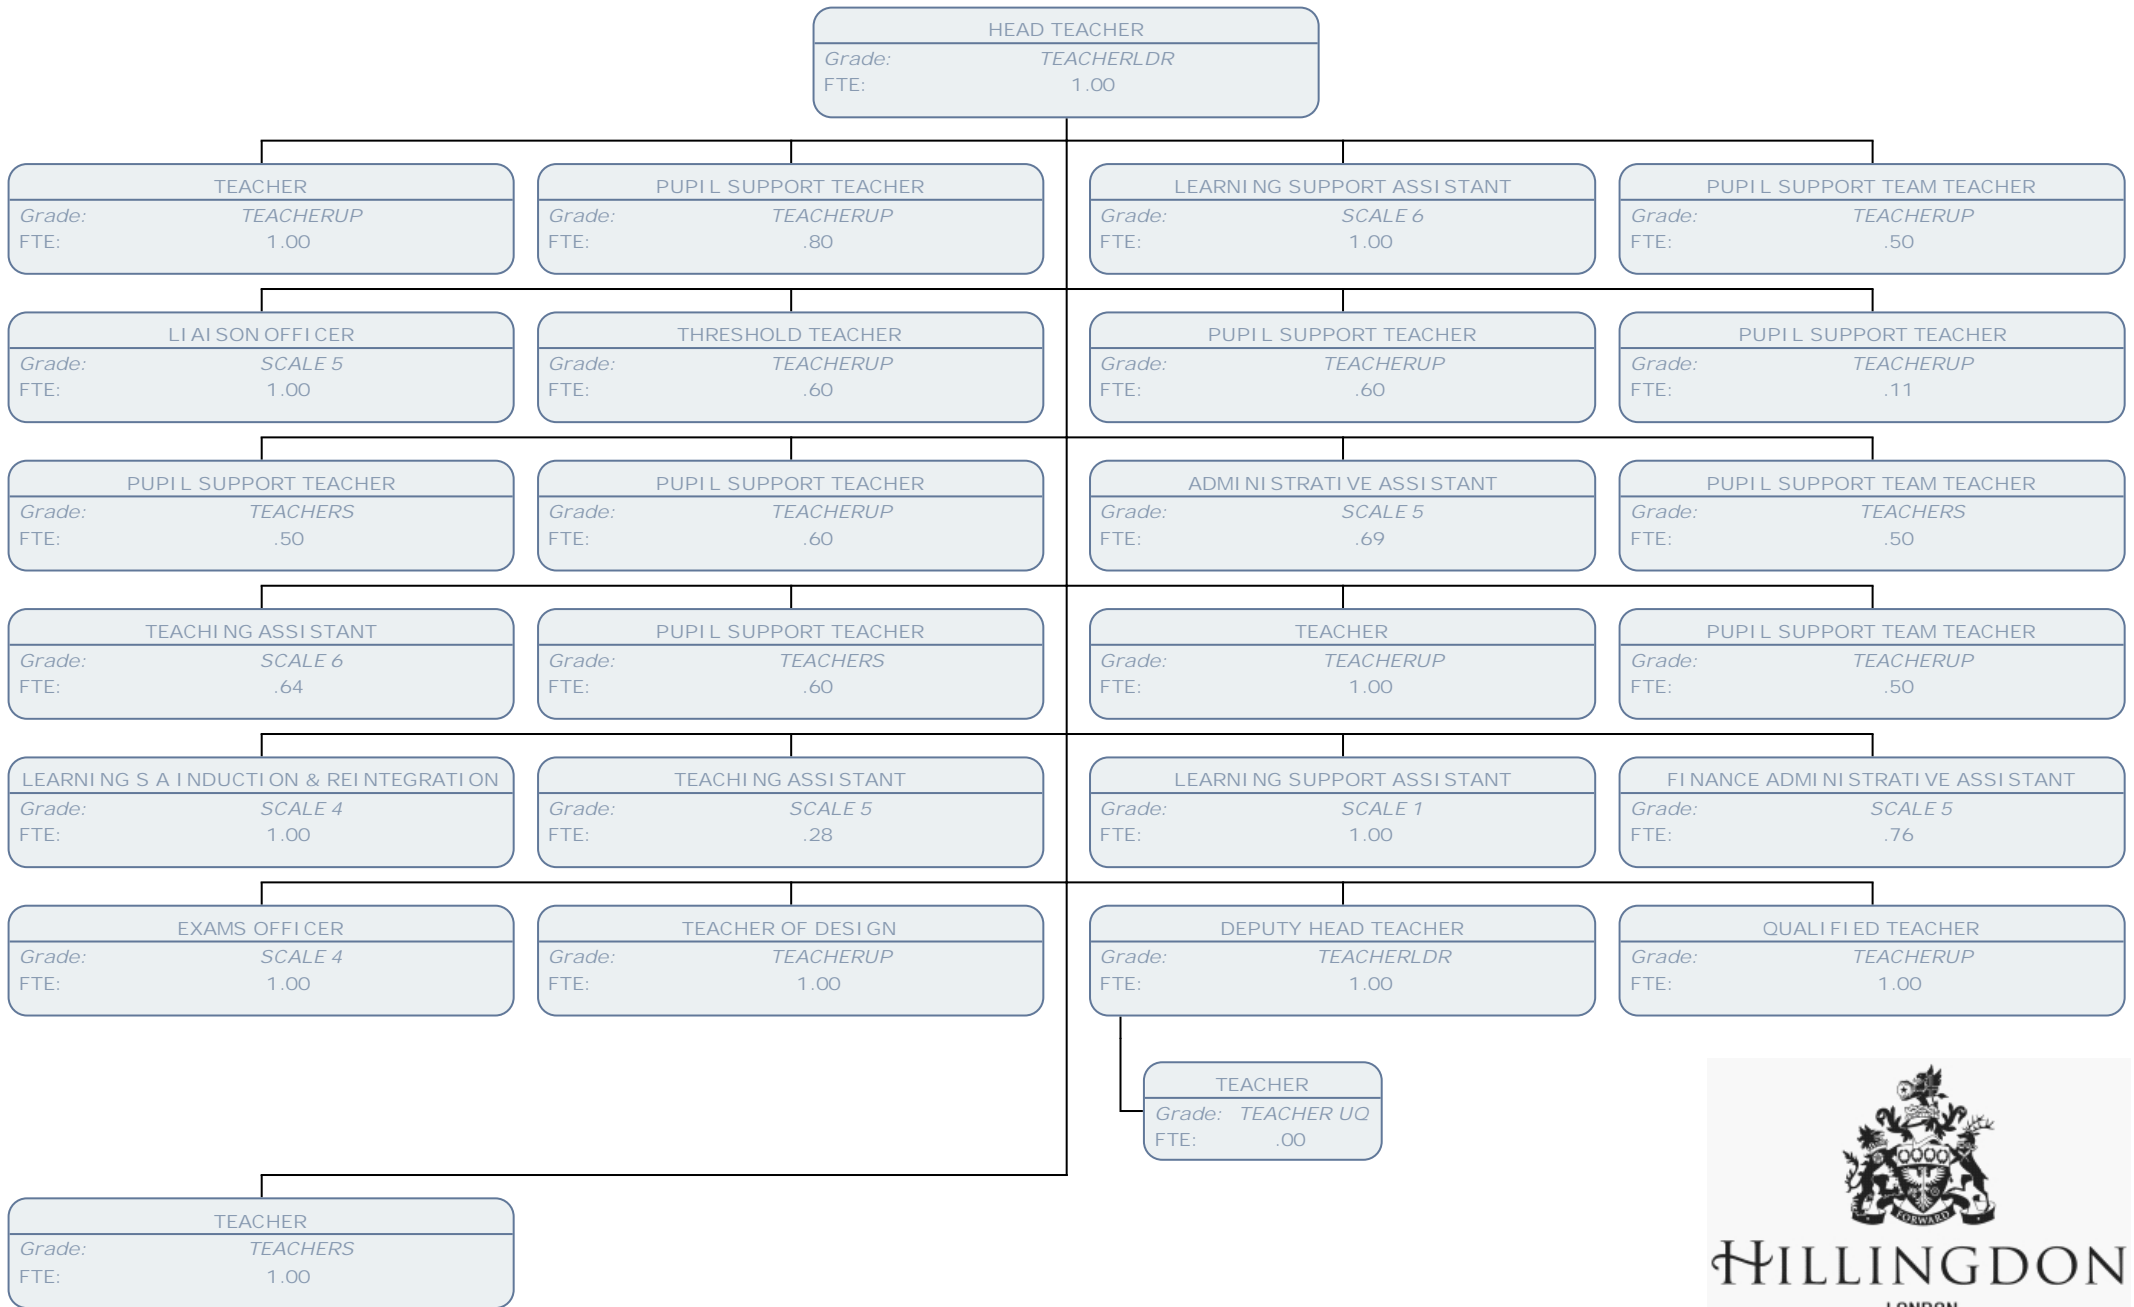 HEAD TEACHER
Grade: TEACHERLDR
FTE: 1.00
TEACHER
Grade: TEACHERUP
FTE: 1.00
PUPIL SUPPORT TEACHER
Grade: TEACHERUP
FTE: .80
LEARNING SUPPORT ASSISTANT
Grade: SCALE 6
FTE: 1.00
PUPIL SUPPORT TEAM TEACHER
Grade: TEACHERUP
FTE: .50
LIAISON OFFICER
Grade: SCALE 5
FTE: 1.00
THRESHOLD TEACHER
Grade: TEACHERUP
FTE: .60
PUPIL SUPPORT TEACHER
Grade: TEACHERUP
FTE: .60
PUPIL SUPPORT TEACHER
Grade: TEACHERUP
FTE: .11
PUPIL SUPPORT TEACHER
Grade: TEACHERS
FTE: .50
PUPIL SUPPORT TEACHER
Grade: TEACHERUP
FTE: .60
ADMINISTRATIVE ASSISTANT
Grade: SCALE 5
FTE: .69
PUPIL SUPPORT TEAM TEACHER
Grade: TEACHERS
FTE: .50
TEACHING ASSISTANT
Grade: SCALE 6
FTE: .64
PUPIL SUPPORT TEACHER
Grade: TEACHERS
FTE: .60
TEACHER
Grade: TEACHERUP
FTE: 1.00
PUPIL SUPPORT TEAM TEACHER
Grade: TEACHERUP
FTE: .50
LEARNING S A INDUCTION & REINTEGRATION
Grade: SCALE 4
FTE: 1.00
TEACHING ASSISTANT
Grade: SCALE 5
FTE: .28
LEARNING SUPPORT ASSISTANT
Grade: SCALE 1
FTE: 1.00
FINANCE ADMINISTRATIVE ASSISTANT
Grade: SCALE 5
FTE: .76
EXAMS OFFICER
Grade: SCALE 4
FTE: 1.00
TEACHER OF DESIGN
Grade: TEACHERUP
FTE: 1.00
DEPUTY HEAD TEACHER
Grade: TEACHERLDR
FTE: 1.00
QUALIFIED TEACHER
Grade: TEACHERUP
FTE: 1.00
TEACHER
Grade: TEACHER UQ
FTE: .00
TEACHER
Grade: TEACHERS
FTE: 1.00
FORWARD
HILLINGDON
LONDON